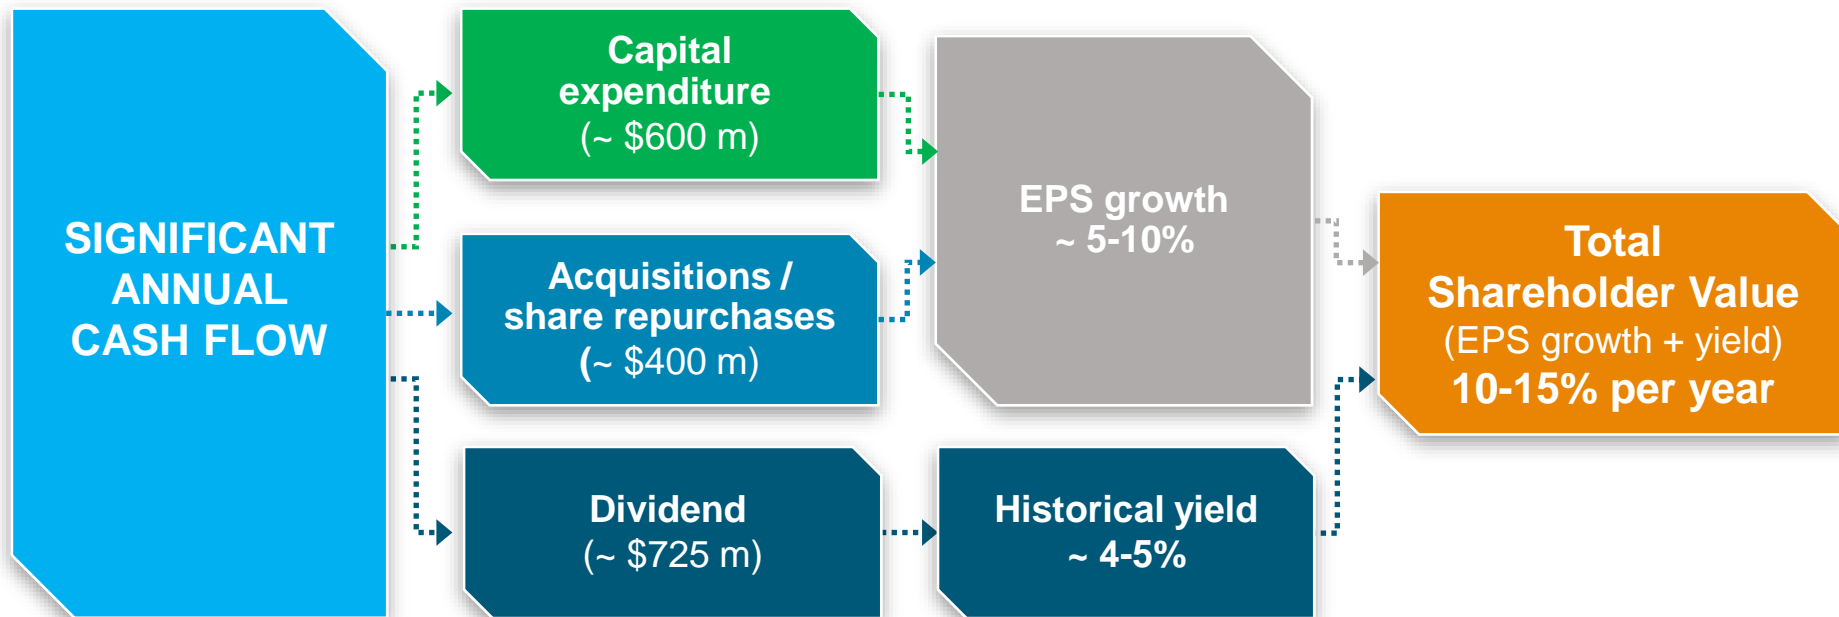 SIGNIFICANT
ANNUAL
CASH FLOW
Capital
expenditure
(~ $600 m)
Acquisitions /
share repurchases
(~ $400 m)
Dividend
(~ $725 m)
EPS growth
~ 5-10%
Historical yield
~ 4-5%
Total
Shareholder Value
(EPS growth + yield)
10-15% per year